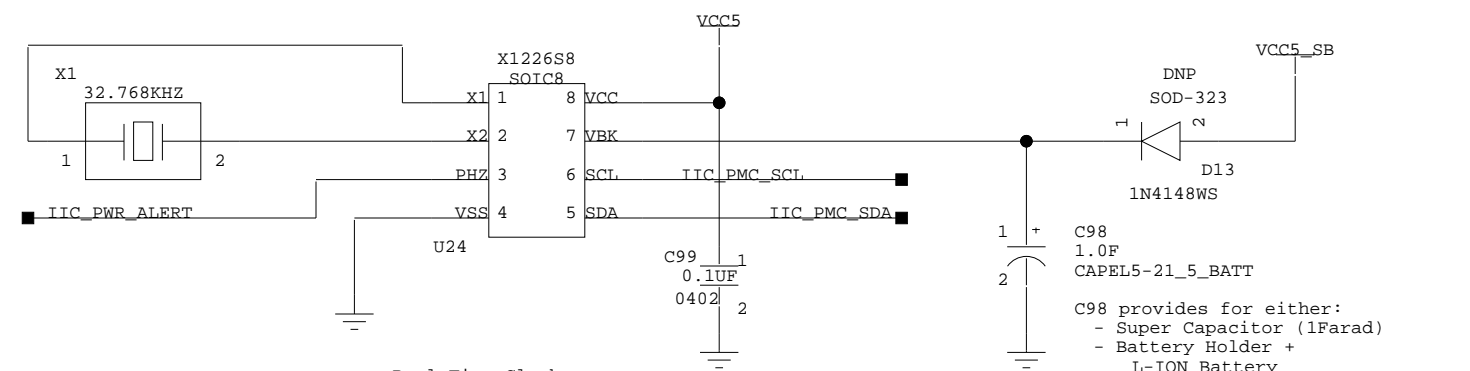 VCC5
X1226S8
SOIC8
VCC5_SB
X1
32.768KHZ
DNP
SOD-323
X1 1 8 VCC
X2 2 7 VBK
1 2
1 2
D13
1N4148WS
PHZ 3 6 SCL IIC_PMC_SCL
IIC_PWR_ALERT
VSS 4 5 SDA IIC_PMC_SDA
U24
C99 1
0.1UF
0402 2
1 + C98
1.0F
2 CAPEL5-21_5_BATT
C98 provides for either:
- Super Capacitor (1Farad)
- Battery Holder +
L-ION Battery